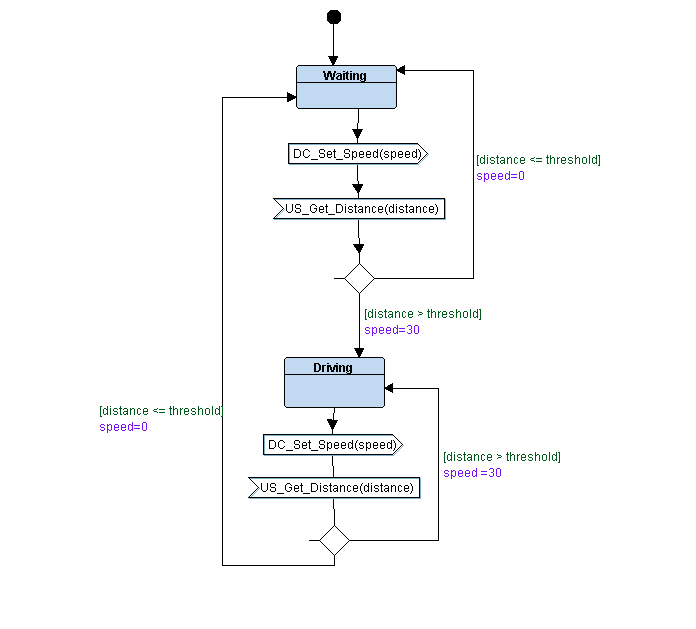 Waiting
DC_Set_Speed(speed)
[distance <= threshold]
speed=0
US_Get_Distance(distance)
[distance > threshold]
speed=30
Driving
[distance <= threshold]
speed=0
DC_Set_Speed(speed)
[distance > threshold]
speed =30
US_Get_Distance(distance)